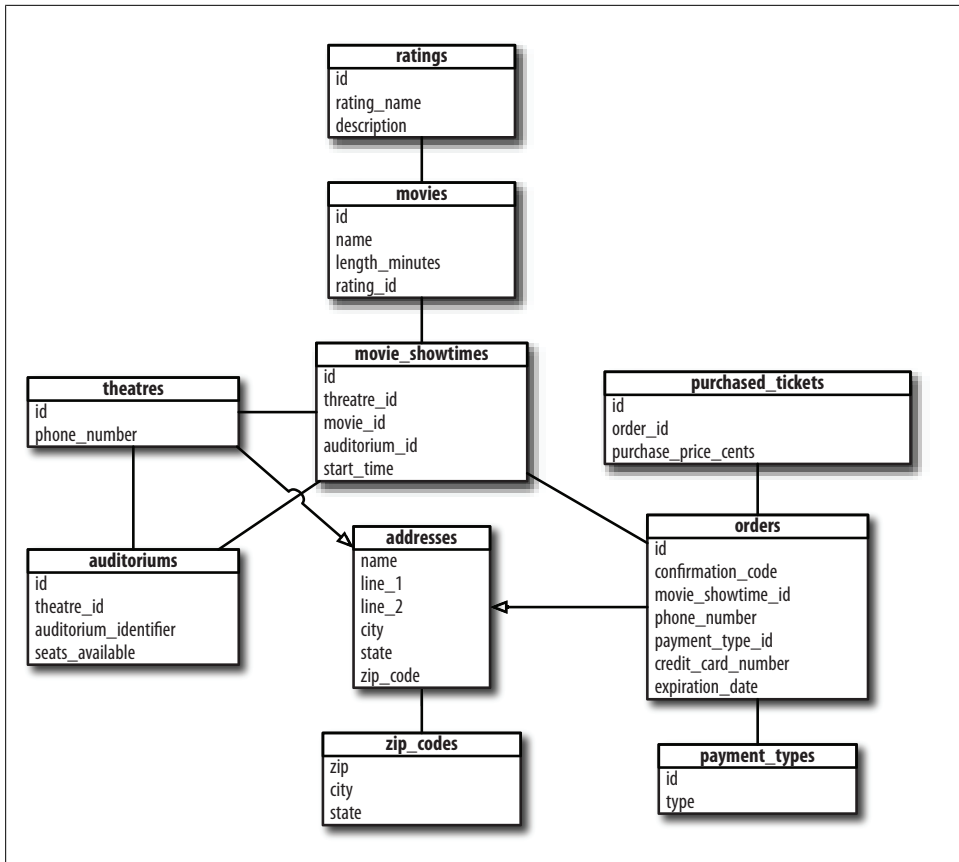 ratings
id
rating_name
description
movies
id
name
length_minutes
rating_id
movie_showtimes
id
threatre_id
movie_id
auditorium_id
start_time
theatres
id
phone_number
purchased_tickets
id
order_id
purchase_price_cents
auditoriums
id
theatre_id
auditorium_identifier
seats_available
addresses
name
line_1
line_2
city
state
zip_code
orders
id
confirmation_code
movie_showtime_id
phone_number
payment_type_id
credit_card_number
expiration_date
zip_codes
zip
city
state
payment_types
id
type